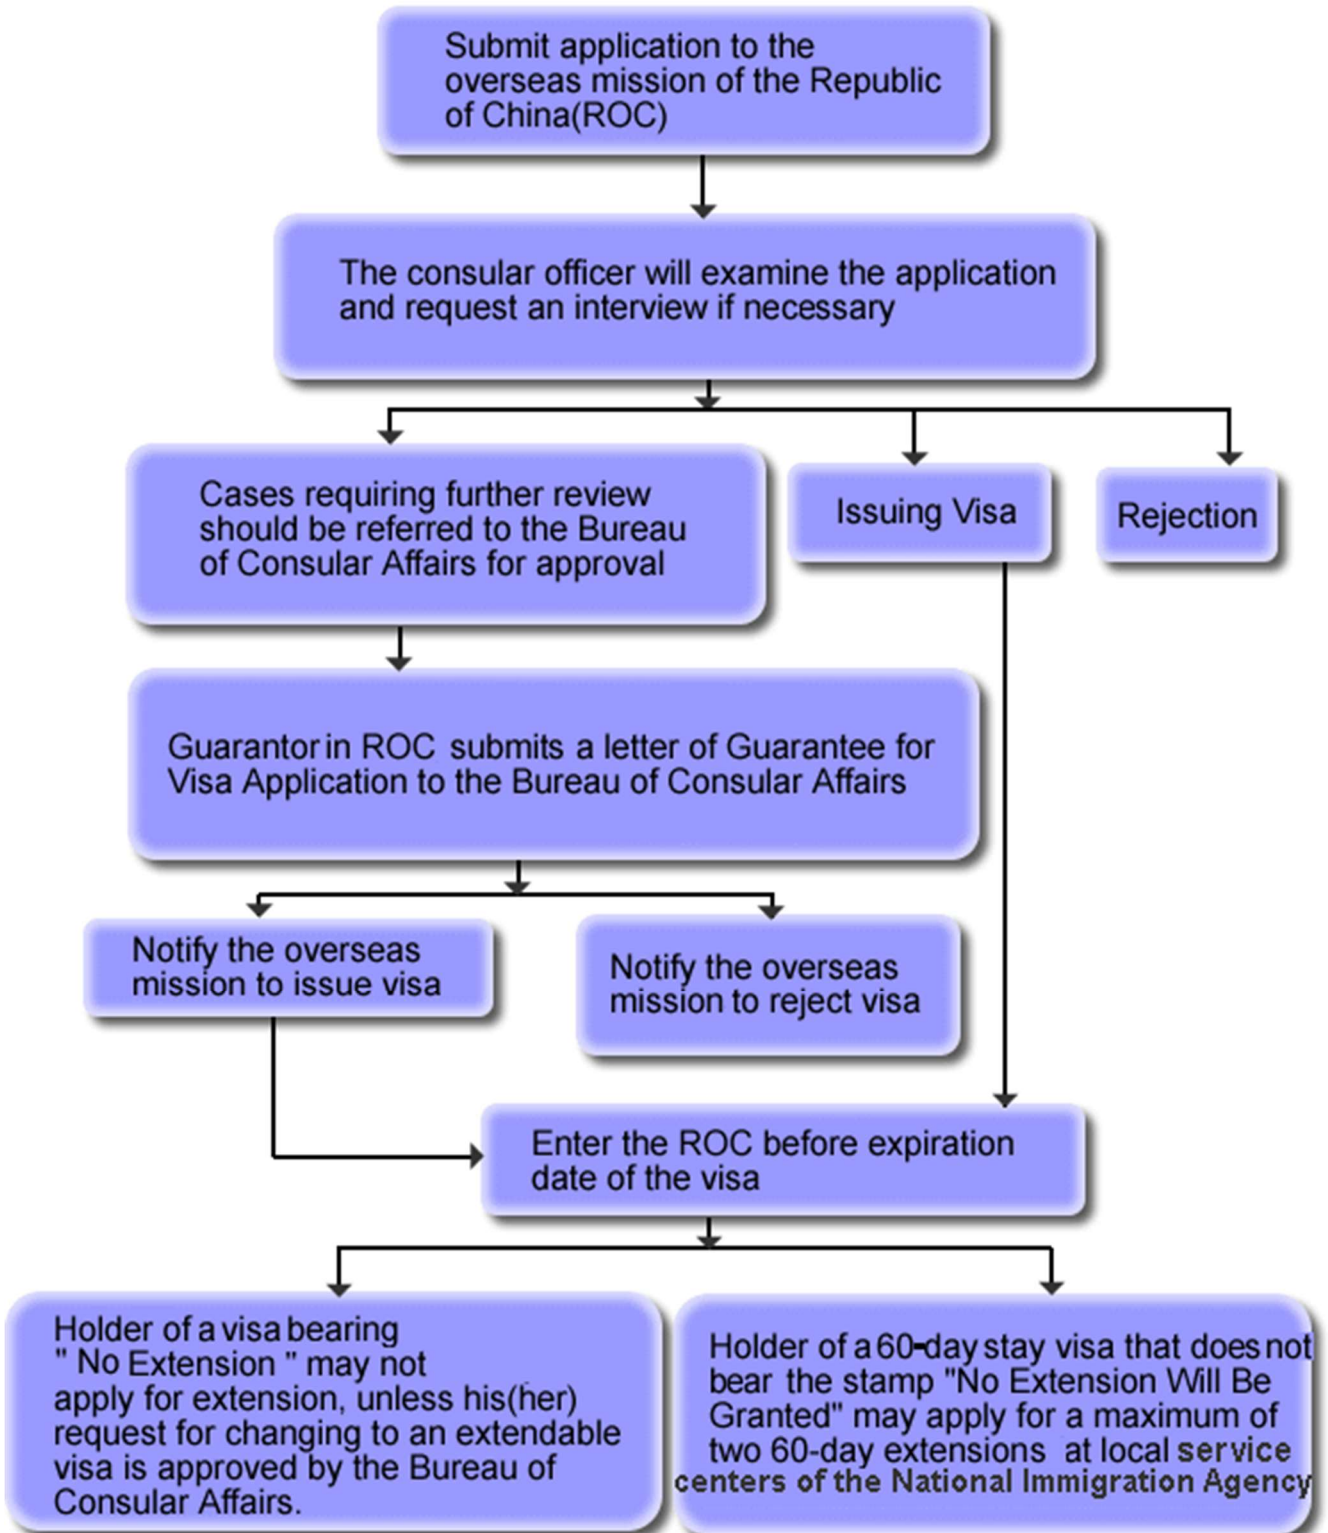 Submit application to the
overseas mission of the Republic
of China(ROC)
The consular officer will examine the application
and request an interview if necessary
Cases requiring further review
should be referred to the Bureau
of Consular Affairs for approval
Issuing Visa
Rejection
Guarantor in ROC submits a letter of Guarantee for
Visa Application to the Bureau of Consular Affairs
Notify the overseas
mission to issue visa
Notify the overseas
mission to reject visa
Enter the ROC before expiration
date of the visa
Holder of a visa bearing
" No Extension " may not
apply for extension, unless his(her)
request for changing to an extendable
visa is approved by the Bureau of
Consular Affairs.
Holder of a 60-day stay visa that does not
bear the stamp "No Extension Will Be
Granted" may apply for a maximum of
two 60-day extensions at local service
centers of the National Immigration Agency